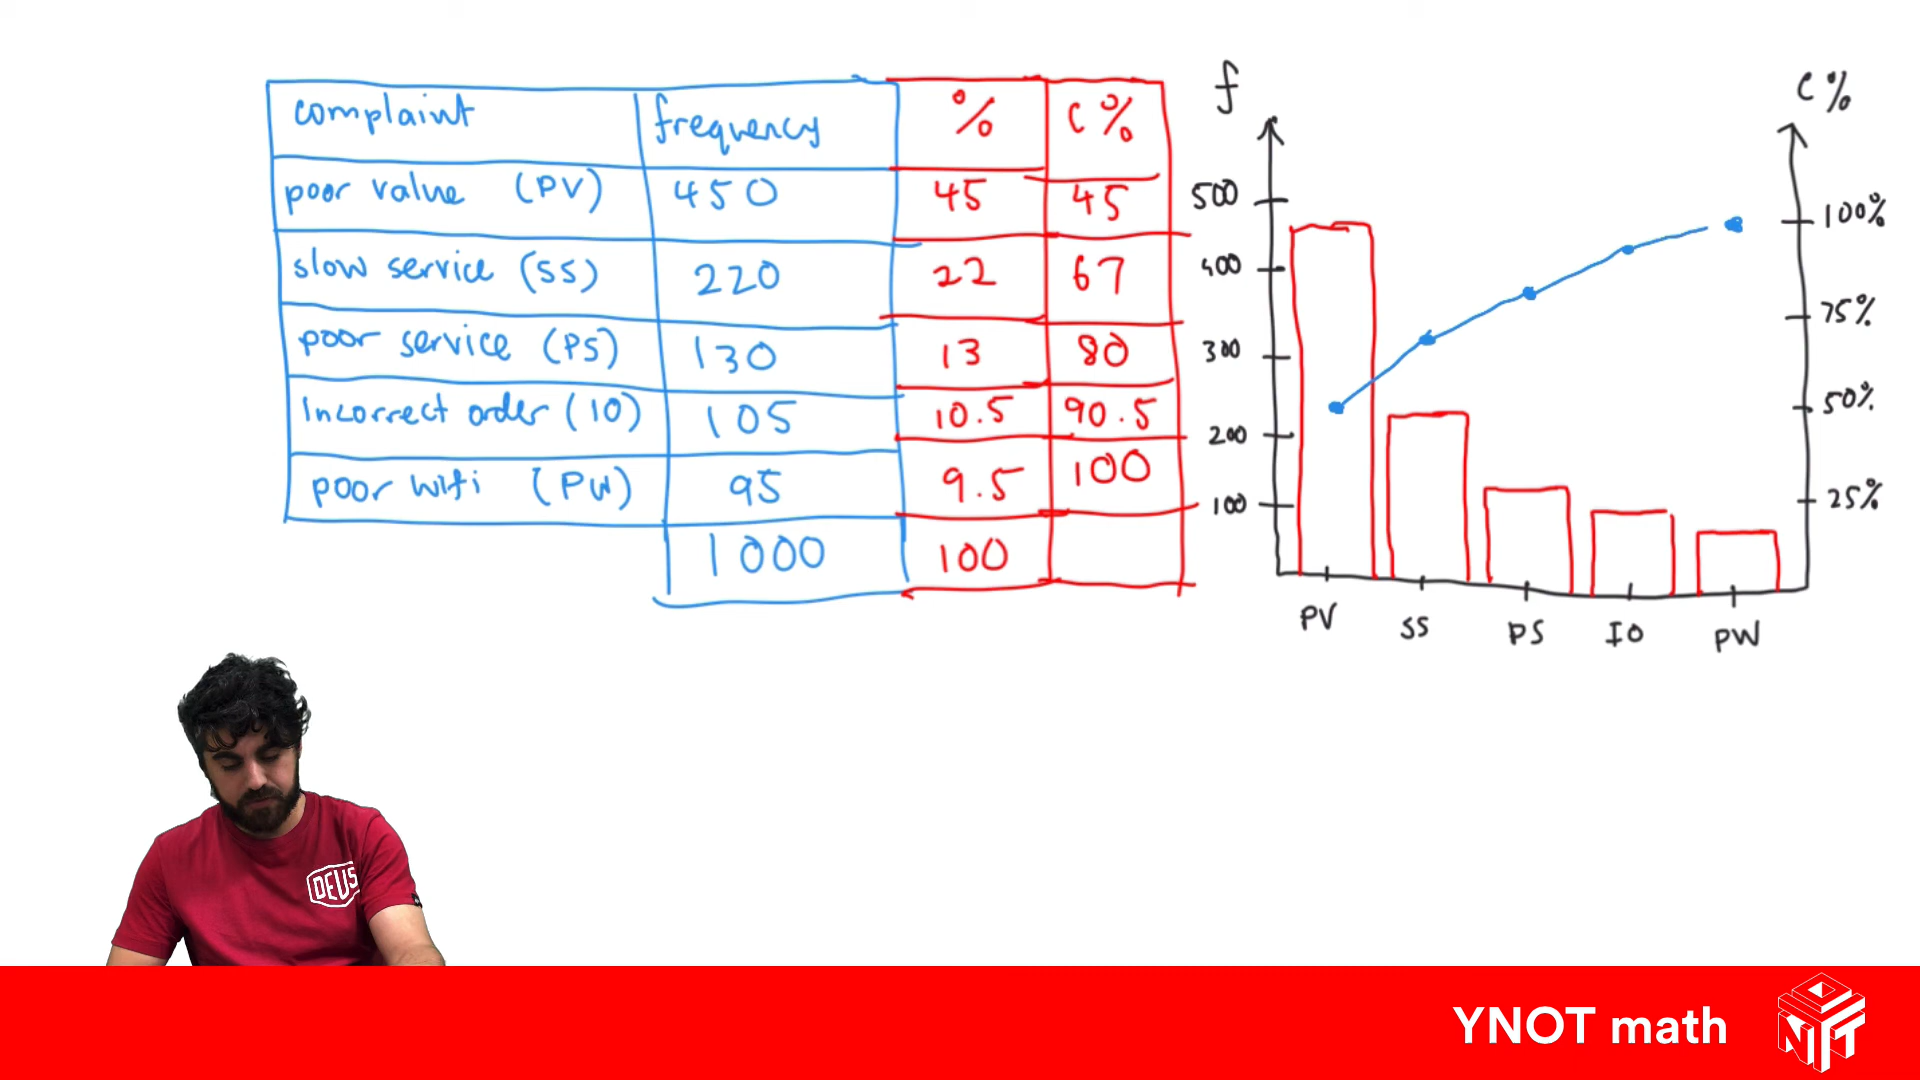 complaint frequency % C%
poor value (PV) 450 45 45
slow service (SS) 220 22 67
poor service (PS) 130 13 80
Incorrect order (IO) 105 10.5 90.5
poor wifi (PW) 95 9.5 100
1000 100
f
500
400
300
200
100
C%
100%
75%
50%
25%
PV SS PS IO PW
DEUS
YNOT math
YNOT